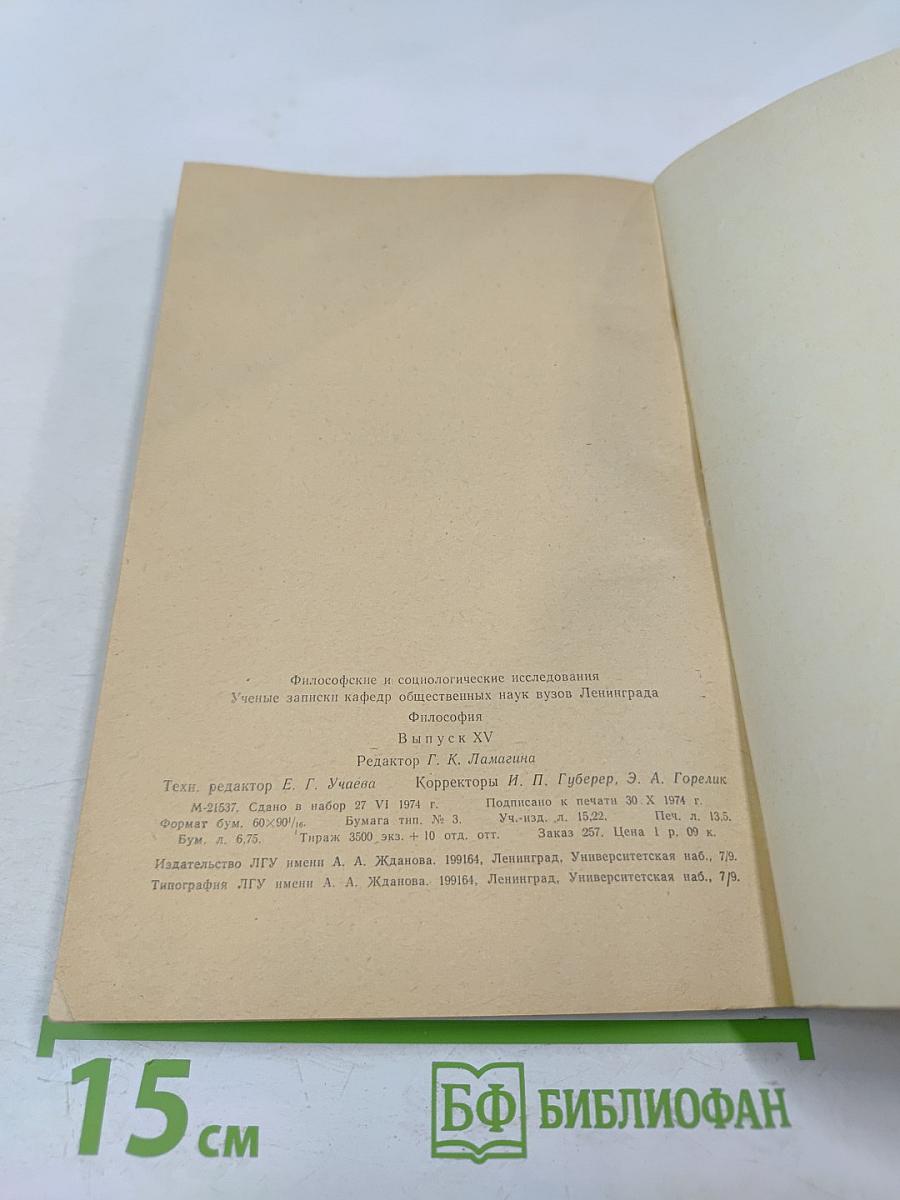 Философские и социологические исследования
Ученые записки кафедр общественных наук вузов Ленинграда
Философия
Выпуск XV
Редактор Г. К. Ламагина
Техн. редактор Е. Г. Учаева Корректоры И. П. Губерер, Э. А. Горелик
М-21537. Сдано в набор 27 VI 1974 г. Подписано к печати 30 X 1974 г.
Формат бум. 60×90¹/₁₆. Бумага тип. № 3. Уч.-изд. л. 15,22. Печ. л. 13,5.
Бум. л. 6,75. Тираж 3500 экз. + 10 отд. отт. Заказ 257. Цена 1 р. 09 к.
Издательство ЛГУ имени А. А. Жданова. 199164, Ленинград, Университетская наб., 7/9.
Типография ЛГУ имени А. А. Жданова. 199164, Ленинград, Университетская наб., 7/9.
15 см
БФ БИБЛИОФАН